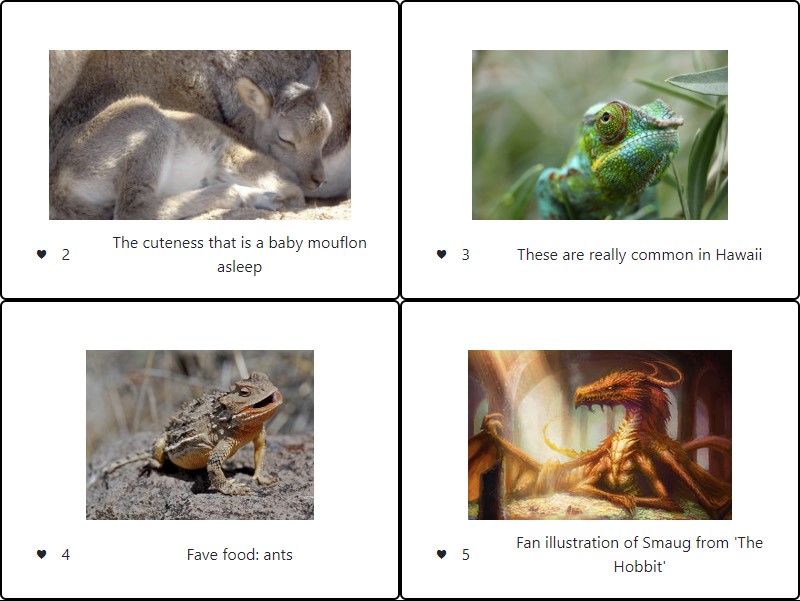 2
The cuteness that is a baby mouflon
asleep
3
These are really common in Hawaii
4
Fave food: ants
5
Fan illustration of Smaug from 'The
Hobbit'